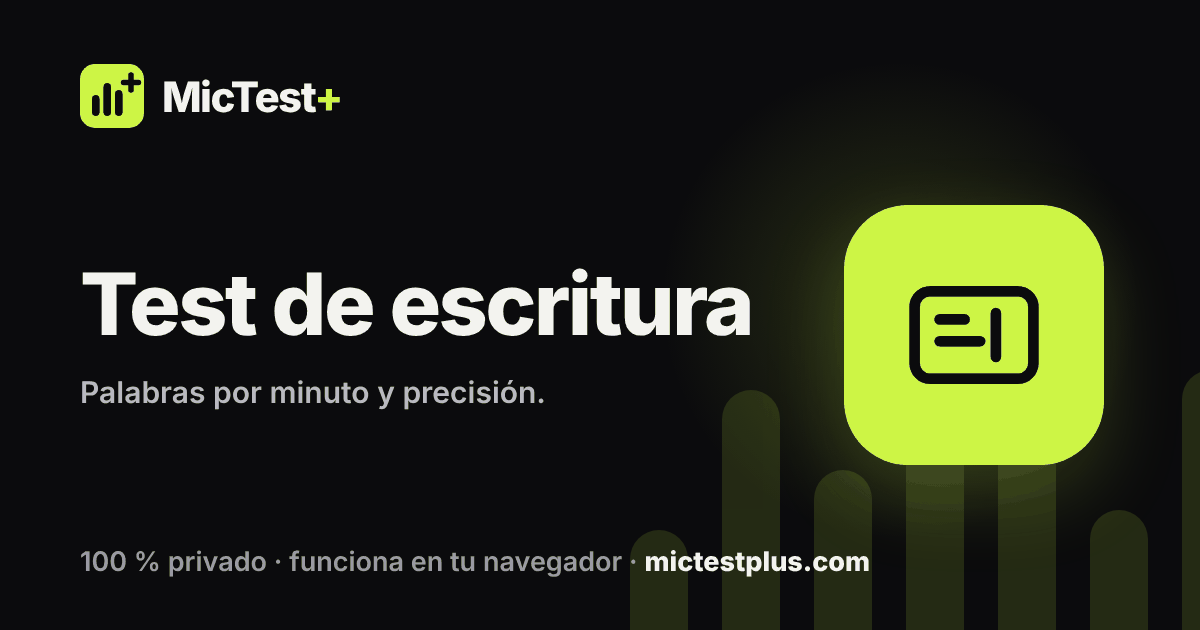 MicTest+
Test de escritura
Palabras por minuto y precisión.
100 % privado · funciona en tu navegador · mictestplus.com